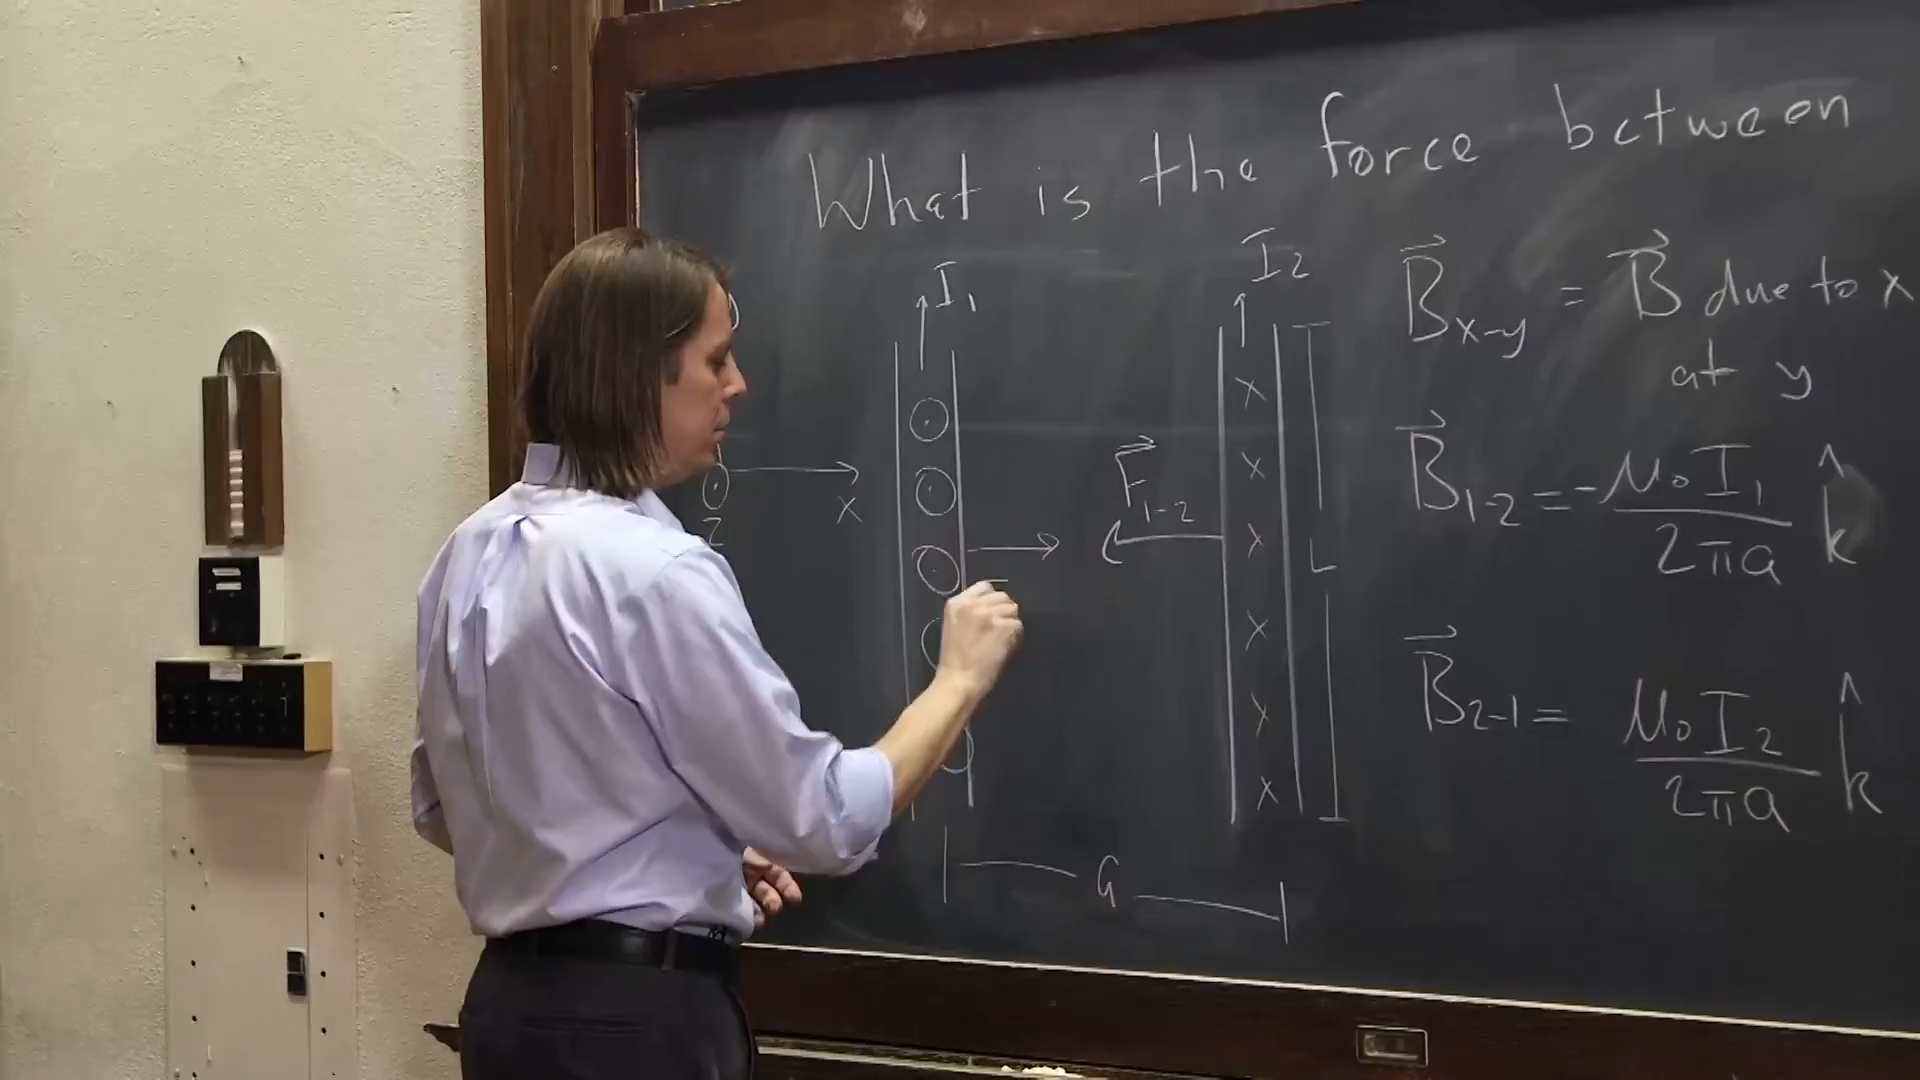 What is the force between
I₁
I₂
B⃗ₓ₋ᵧ = B⃗ due to x
at y
x
z
F⃗₁₋₂
L
B⃗₁₋₂ = -μ₀I₁/2πa k̂
B⃗₂₋₁ = μ₀I₂/2πa k̂
a